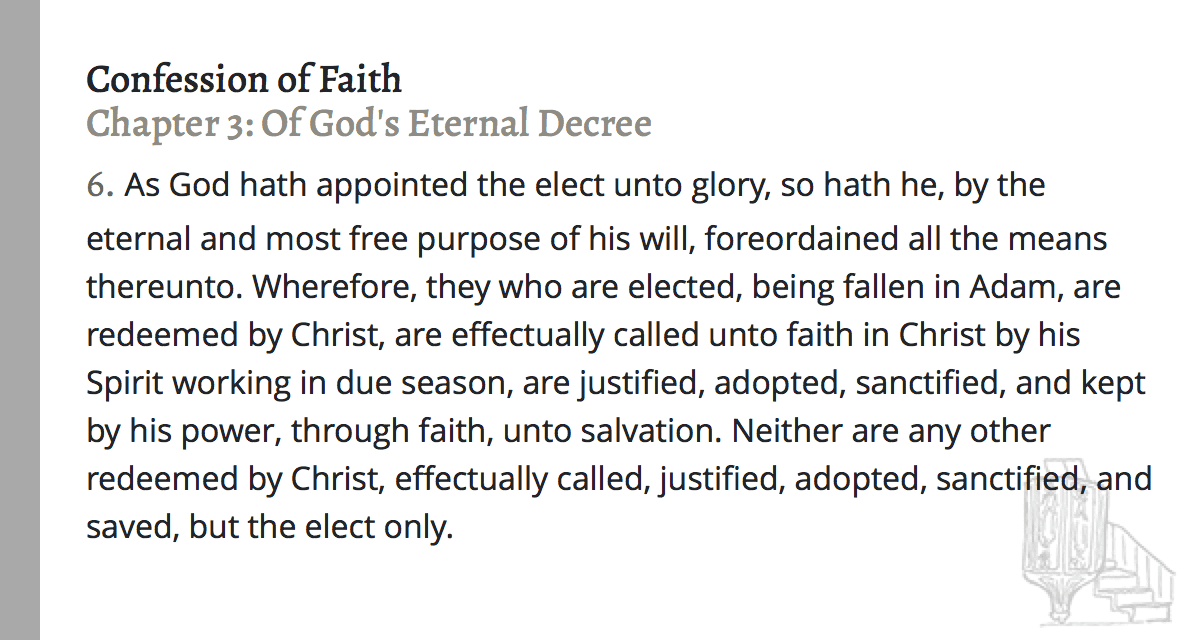 Confession of Faith
Chapter 3: Of God's Eternal Decree
6. As God hath appointed the elect unto glory, so hath he, by the
eternal and most free purpose of his will, foreordained all the means
thereunto. Wherefore, they who are elected, being fallen in Adam, are
redeemed by Christ, are effectually called unto faith in Christ by his
Spirit working in due season, are justified, adopted, sanctified, and kept
by his power, through faith, unto salvation. Neither are any other
redeemed by Christ, effectually called, justified, adopted, sanctified, and
saved, but the elect only.